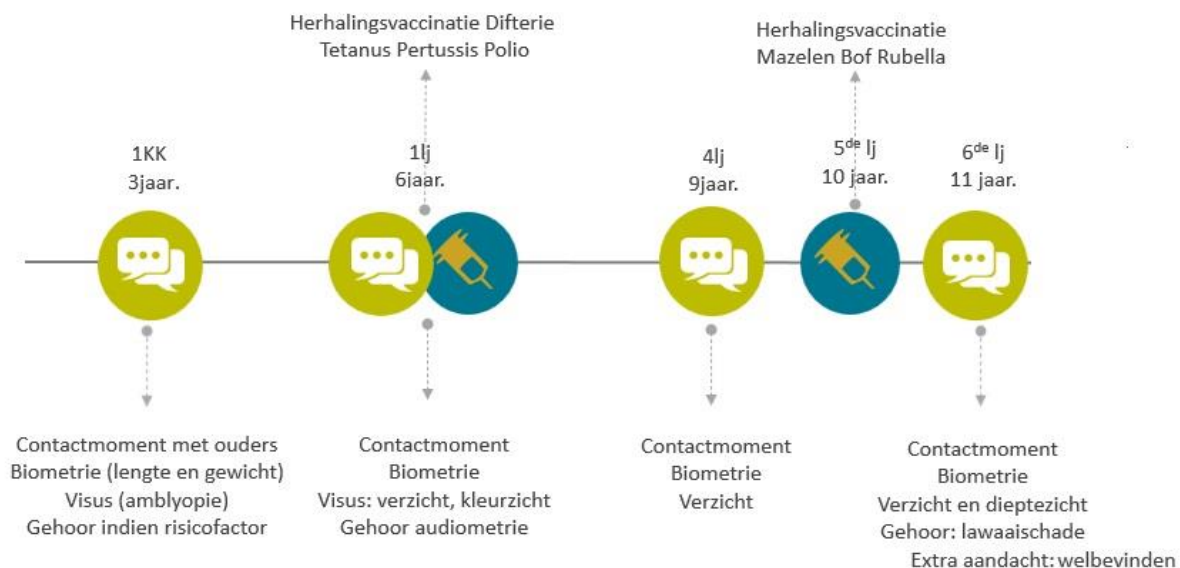 Herhalingsvaccinatie Difterie
Tetanus Pertussis Polio
Herhalingsvaccinatie
Mazelen Bof Rubella
1KK
3jaar.
1lj
6jaar.
4lj
9jaar.
5de lj
10 jaar.
6de lj
11 jaar.
Contactmoment met ouders
Biometrie (lengte en gewicht)
Visus (amblyopie)
Gehoor indien risicofactor
Contactmoment
Biometrie
Visus: verzicht, kleurzicht
Gehoor audiometrie
Contactmoment
Biometrie
Verzicht
Contactmoment
Biometrie
Verzicht en dieptezicht
Gehoor: lawaaischade
Extra aandacht: welbevinden